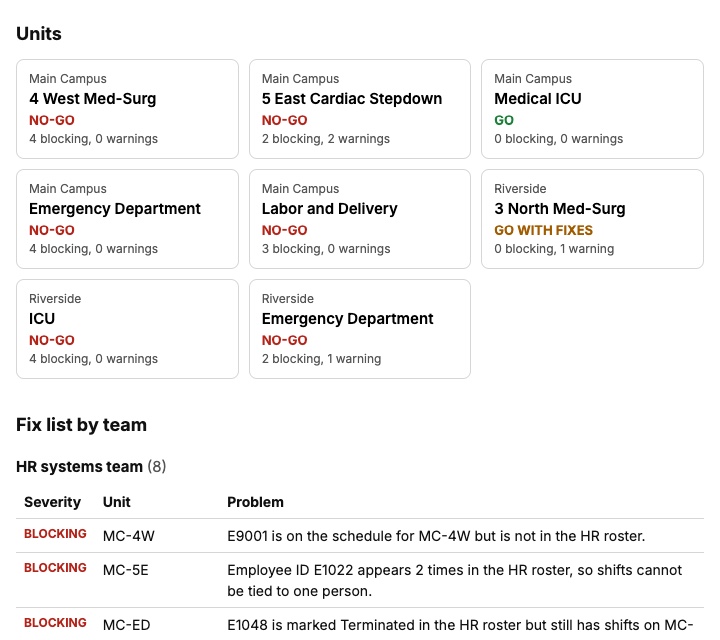 Units
Main Campus
4 West Med-Surg
NO-GO
4 blocking, 0 warnings
Main Campus
5 East Cardiac Stepdown
NO-GO
2 blocking, 2 warnings
Main Campus
Medical ICU
GO
0 blocking, 0 warnings
Main Campus
Emergency Department
NO-GO
4 blocking, 0 warnings
Main Campus
Labor and Delivery
NO-GO
3 blocking, 0 warnings
Riverside
3 North Med-Surg
GO WITH FIXES
0 blocking, 1 warning
Riverside
ICU
NO-GO
4 blocking, 0 warnings
Riverside
Emergency Department
NO-GO
2 blocking, 1 warning
Fix list by team
HR systems team (8)
Severity Unit Problem
BLOCKING MC-4W E9001 is on the schedule for MC-4W but is not in the HR roster.
BLOCKING MC-5E Employee ID E1022 appears 2 times in the HR roster, so shifts cannot
be tied to one person.
BLOCKING MC-ED E1048 is marked Terminated in the HR roster but still has shifts on MC-